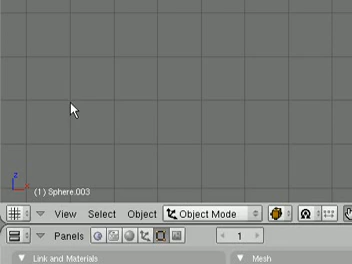 z
x
(1) Sphere.003
View Select Object Object Mode
Panels 1
Link and Materials Mesh